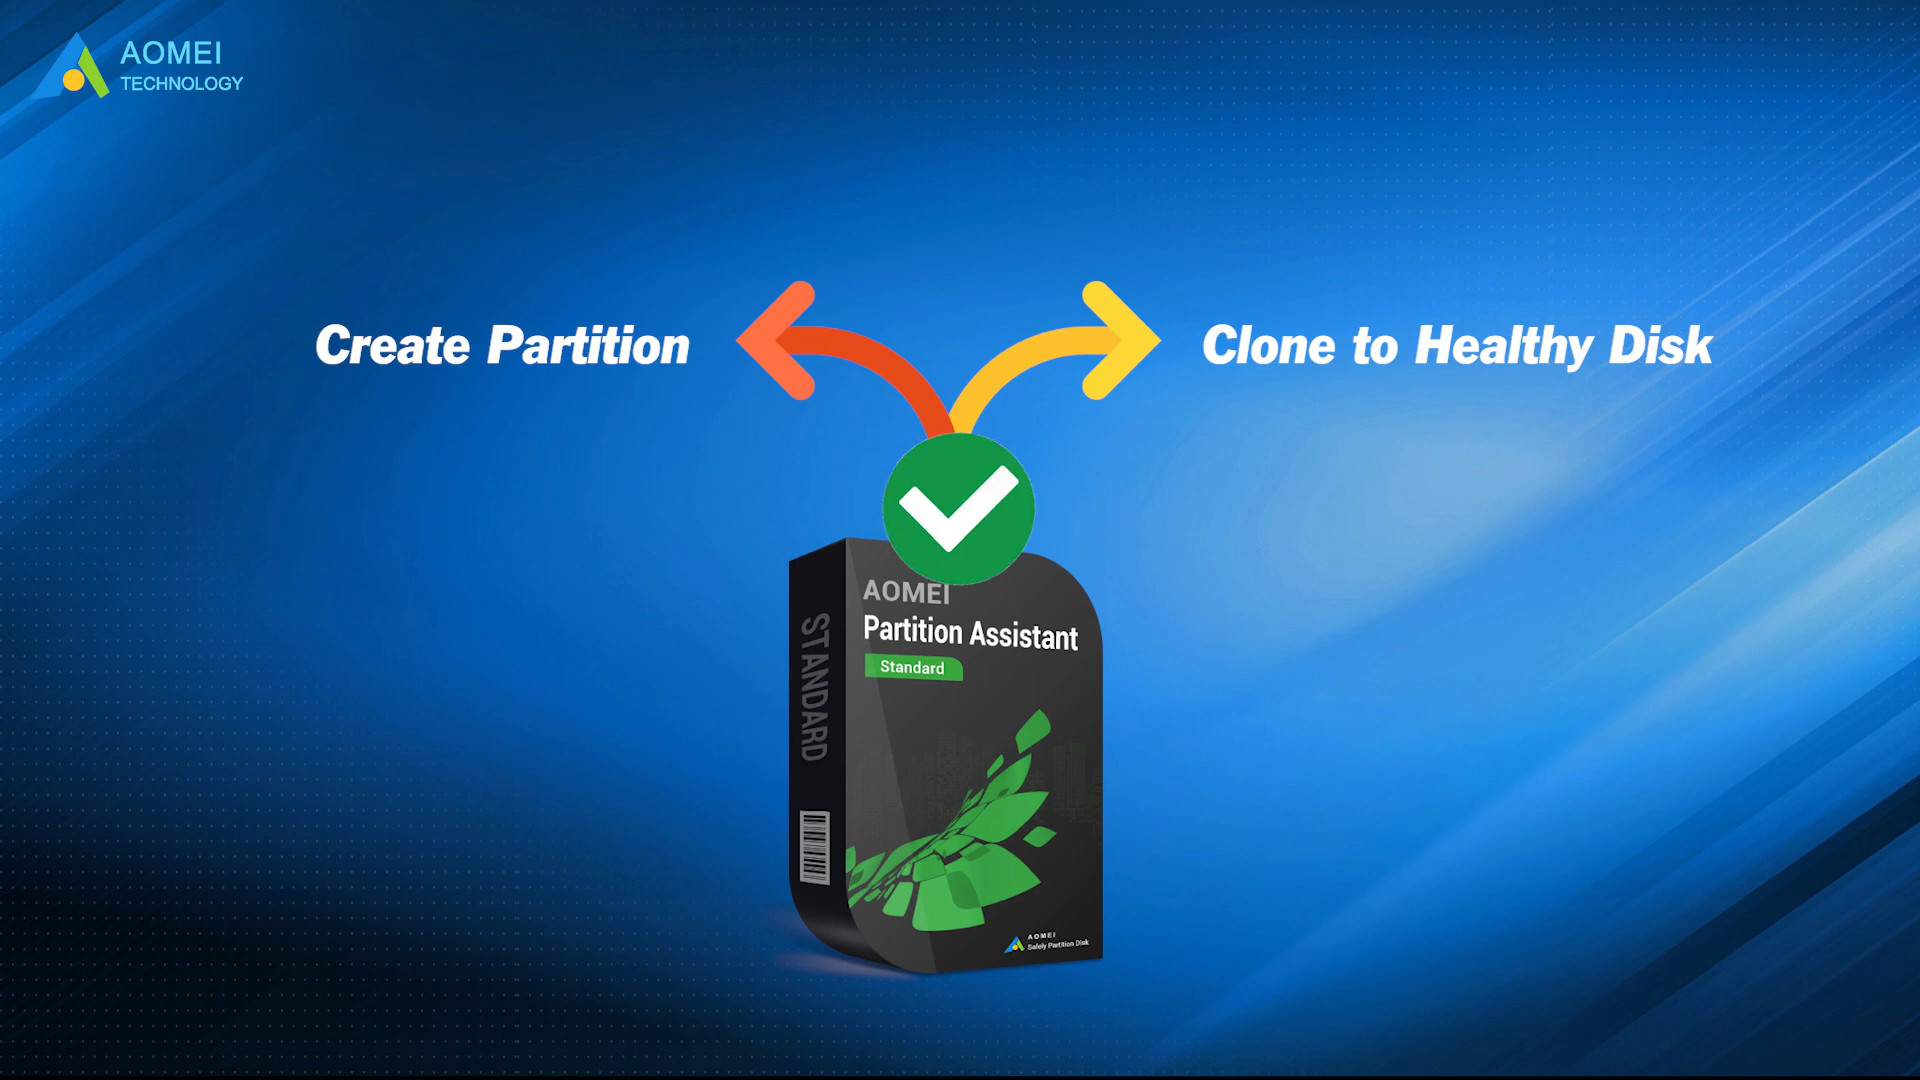 AOMEI
TECHNOLOGY
Create Partition
Clone to Healthy Disk
AOMEI
Partition Assistant
Standard
STANDARD
AOMEI
Safely Partition Disk